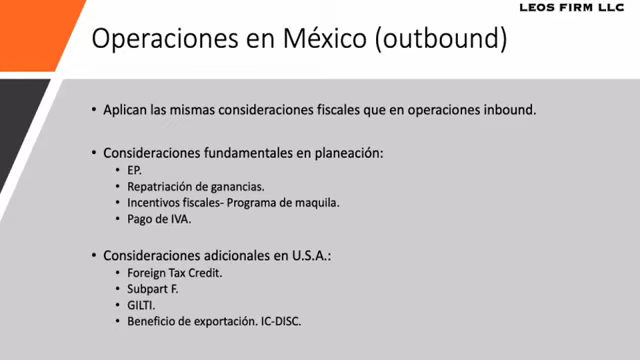 LEOS FIRM LLC
Operaciones en México (outbound)
• Aplican las mismas consideraciones fiscales que en operaciones inbound.
• Consideraciones fundamentales en planeación:
• EP.
• Repatriación de ganancias.
• Incentivos fiscales- Programa de maquila.
• Pago de IVA.
• Consideraciones adicionales en U.S.A.:
• Foreign Tax Credit.
• Subpart F.
• GILTI.
• Beneficio de exportación. IC-DISC.